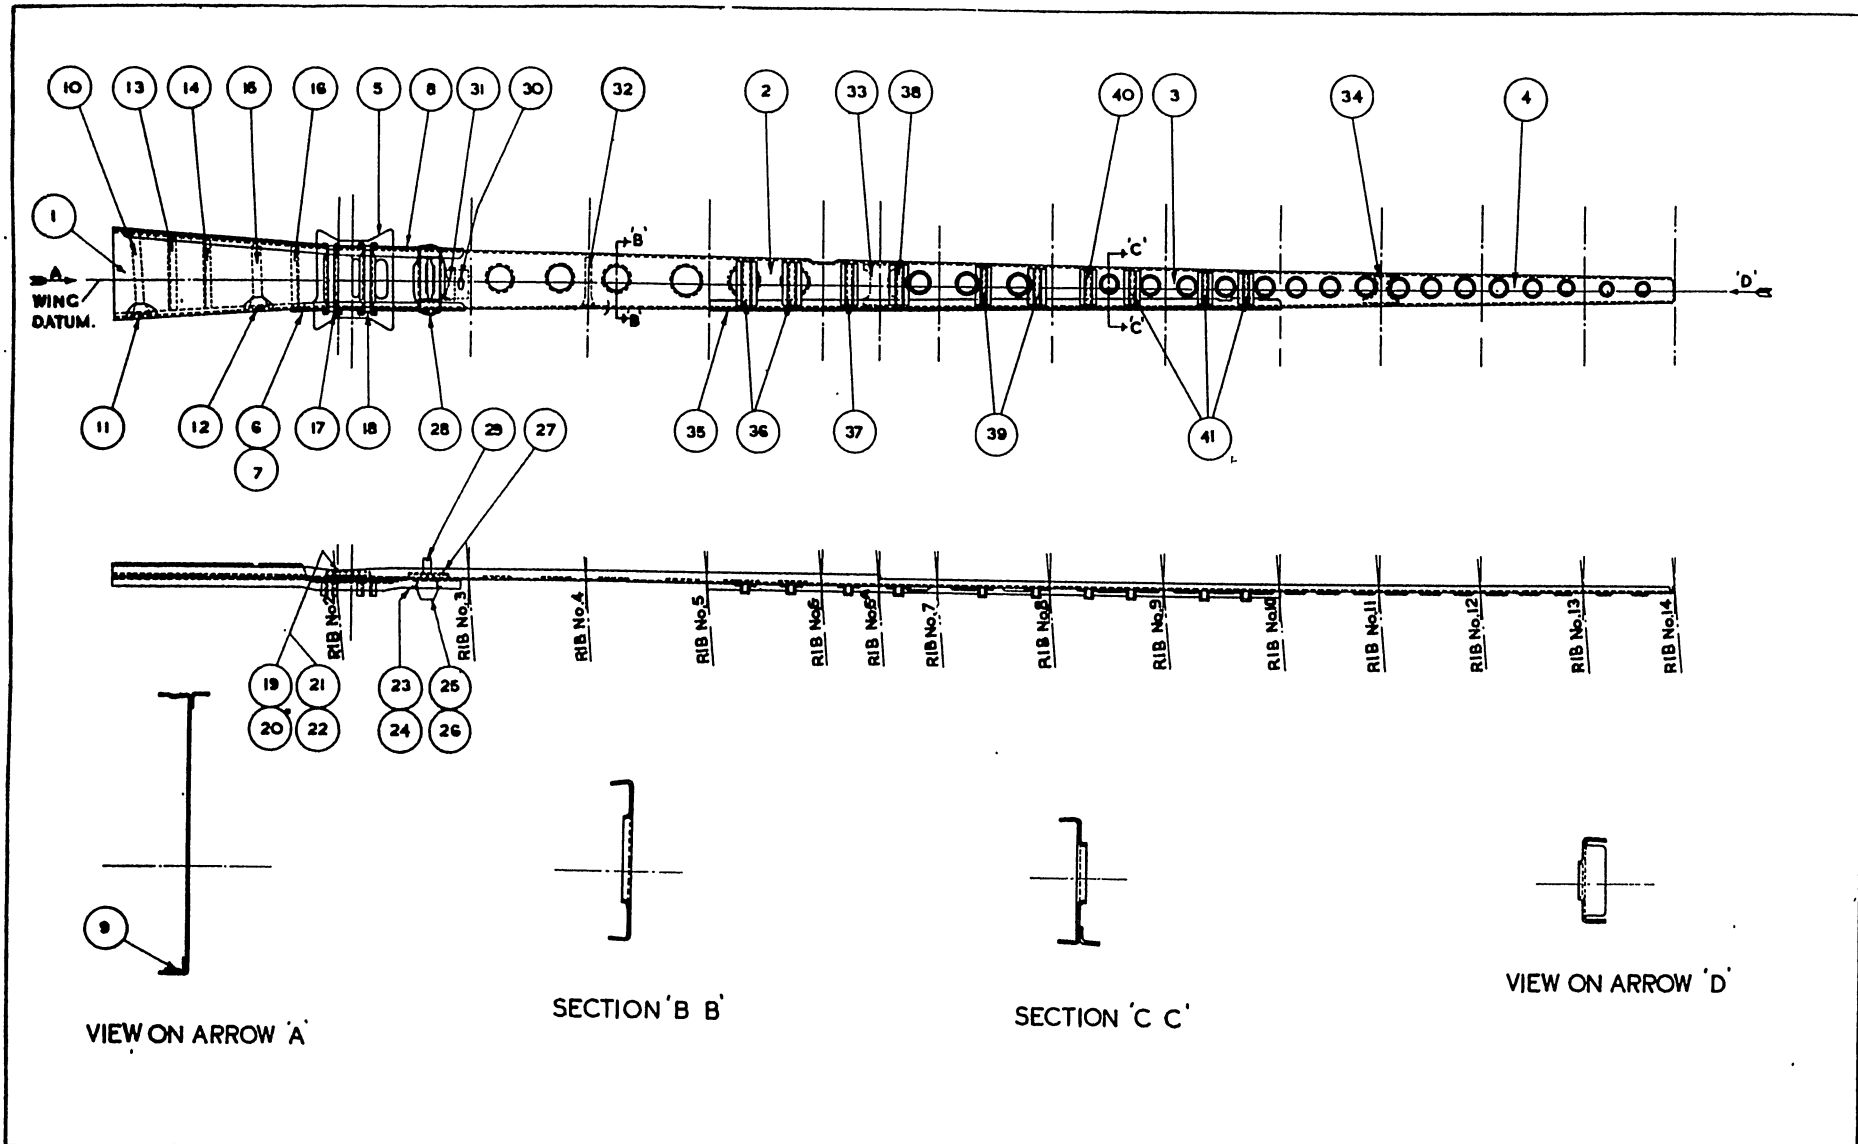 10 13 14 15 16 5 8 31 30 32 2 33 38 40 3 34 4
1
'B' 'C'
A 'D'
WING
DATUM.
'B' 'C'
11 12 6 17 18 28 29 27 35 36 37 39 41
7
RIB No.2
RIB No.3
RIB No.4
RIB No.5
RIB No.6
RIB No.6A
RIB No.7
RIB No.8
RIB No.9
RIB No.10
RIB No.11
RIB No.12
RIB No.13
RIB No.14
19 21 23 25
20 22 24 26
9
VIEW ON ARROW 'A'
SECTION 'B B'
SECTION 'C C'
VIEW ON ARROW 'D'